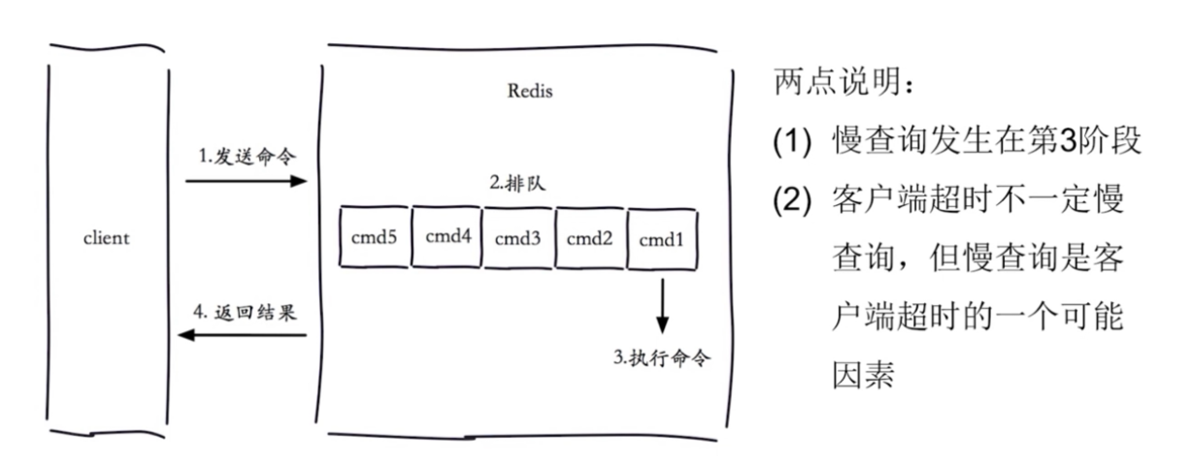 Redis
1.发送命令
2.排队
client
cmd5 cmd4 cmd3 cmd2 cmd1
4. 返回结果
3.执行命令
两点说明：
(1) 慢查询发生在第3阶段
(2) 客户端超时不一定慢
查询，但慢查询是客
户端超时的一个可能
因素